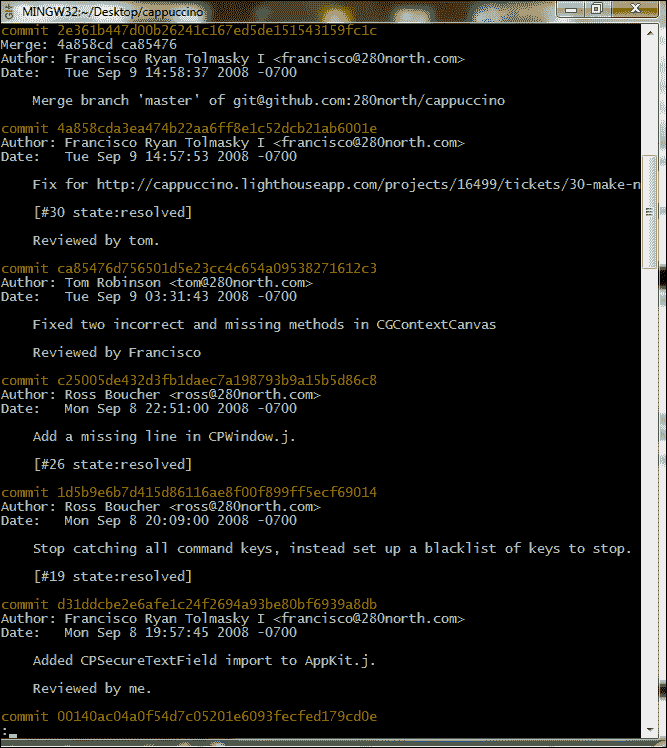 MINGW32:~/Desktop/cappuccino
commit 2e361b447d00b26241c167ed5de151543159fc1c
Merge: 4a858cd ca85476
Author: Francisco Ryan Tolmasky I <francisco@280north.com>
Date:   Tue Sep 9 14:58:37 2008 -0700
Merge branch 'master' of git@github.com:280north/cappuccino
commit 4a858cda3ea474b22aa6ff8e1c52dcb21ab6001e
Author: Francisco Ryan Tolmasky I <francisco@280north.com>
Date:   Tue Sep 9 14:57:53 2008 -0700
Fix for http://cappuccino.lighthouseapp.com/projects/16499/tickets/30-make-n
[#30 state:resolved]
Reviewed by tom.
commit ca85476d756501d5e23cc4c654a09538271612c3
Author: Tom Robinson <tom@280north.com>
Date:   Tue Sep 9 03:31:43 2008 -0700
Fixed two incorrect and missing methods in CGContextCanvas
Reviewed by Francisco
commit c25005de432d3fb1daec7a198793b9a15b5d86c8
Author: Ross Boucher <ross@280north.com>
Date:   Mon Sep 8 22:51:00 2008 -0700
Add a missing line in CPWindow.j.
[#26 state:resolved]
commit 1d5b9e6b7d415d86116ae8f00f899ff5ecf69014
Author: Ross Boucher <ross@280north.com>
Date:   Mon Sep 8 20:09:00 2008 -0700
Stop catching all command keys, instead set up a blacklist of keys to stop.
[#19 state:resolved]
commit d31ddcbe2e6afe1c24f2694a93be80bf6939a8db
Author: Francisco Ryan Tolmasky I <francisco@280north.com>
Date:   Mon Sep 8 19:57:45 2008 -0700
Added CPSecureTextField import to AppKit.j.
Reviewed by me.
commit 00140ac04a0f54d7c05201e6093fecfed179cd0e
: